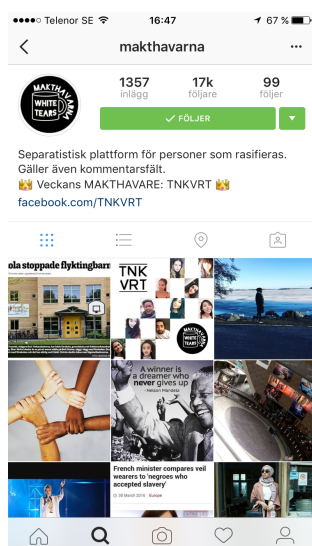 Telenor SE 16:47 67 %
makthavarna
MAKTHAVARNA
WHITE
TEARS
1357 17k 99
inlägg följare följer
FÖLJER
Separatistisk plattform för personer som rasifieras.
Gäller även kommentarsfält.
👑 Veckans MAKTHAVARE: TNKVRT 👑
facebook.com/TNKVRT
ola stoppade flyktingbarn
TNK
VRT
A winner is
a dreamer who
never gives up
- Nelson Mandela
French minister compares veil
wearers to 'negroes who
accepted slavery'
30 March 2016 Europe